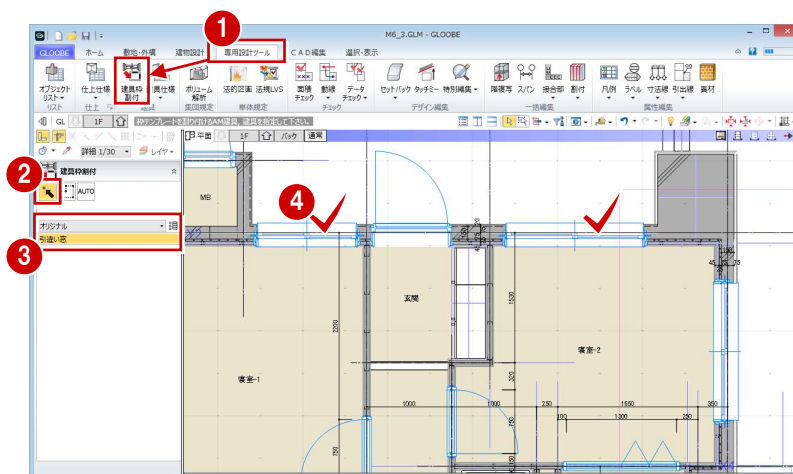 1
M6_3.GLM - GLOOBE
GLOOBE ホーム 敷地・外構 建物設計 専用設計ツール CAD編集 選択・表示
オブジェクト リスト 仕上仕様 建具枠 割付 ボリューム 解析 法的区画 法規LVS 面積 チェック 動線 データ チェック セットバック タッチミー 特別編集 階複写 スパン 接合部 割付 凡例 ラベル 寸法線 引出線 素材
リスト 仕上 建具 集団規定 単体規定 チェック デザイン編集 一括編集 属性編集
GL 1F 枠テンプレートを割り付けるAM建具、建具を指定して下さい。
平面 1F バック 通常
詳細 1/30 レイヤ
建具枠割付
2
AUTO
オリジナル
引違い窓
3
4
MB
玄関
2200
1530
寝室-1
寝室-2
320
1000 1000 250 1550 350
100 1300 250
750
750
150